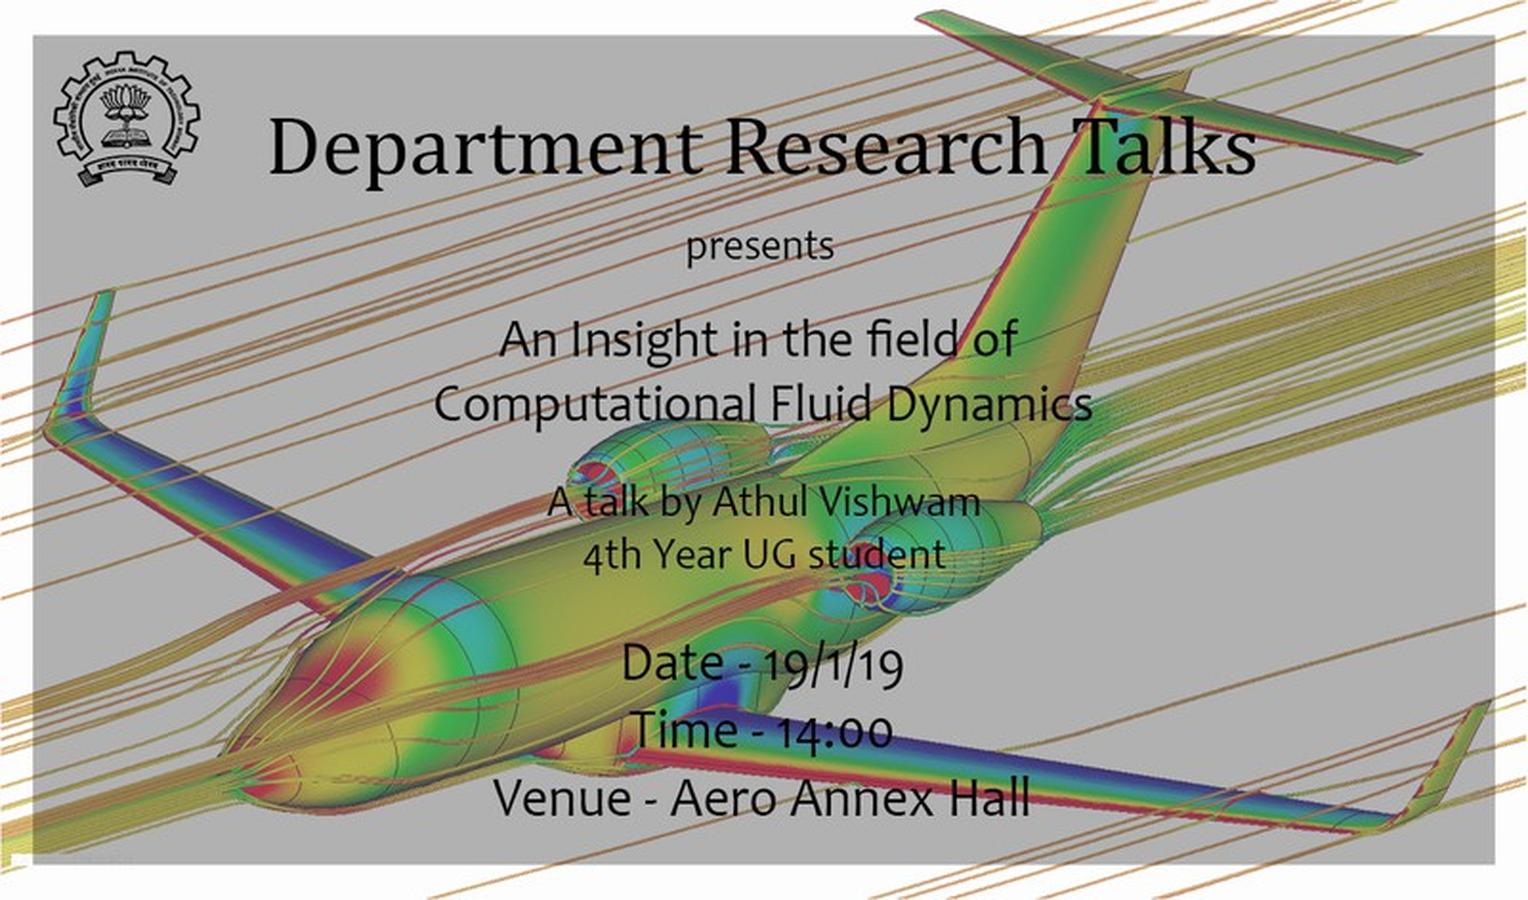 Department Research Talks
presents
An Insight in the field of
Computational Fluid Dynamics
A talk by Athul Vishwam
4th Year UG student
Date - 19/1/19
Time - 14:00
Venue - Aero Annex Hall